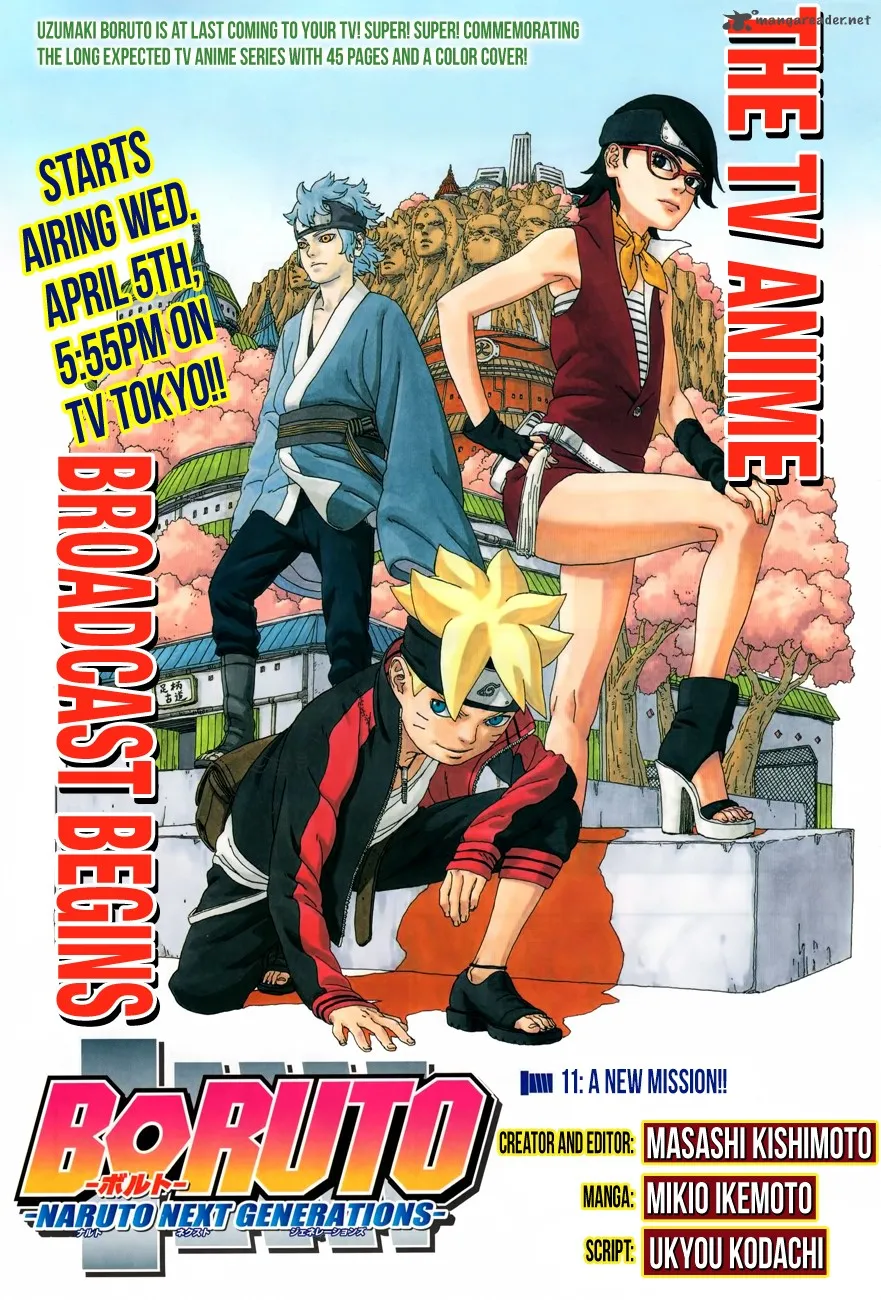 mangareader.net
UZUMAKI BORUTO IS AT LAST COMING TO YOUR TV! SUPER! SUPER! COMMEMORATING
THE LONG EXPECTED TV ANIME SERIES WITH 45 PAGES AND A COLOR COVER!
THE TV ANIME
STARTS
AIRING WED.
APRIL 5TH,
5:55PM ON
TV TOKYO!!
BROADCAST BEGINS
BORUTO
-ボルト-
-NARUTO NEXT GENERATIONS-
ナルト ネクスト ジェネレーションズ
11: A NEW MISSION!!
CREATOR AND EDITOR: MASASHI KISHIMOTO
MANGA: MIKIO IKEMOTO
SCRIPT: UKYOU KODACHI